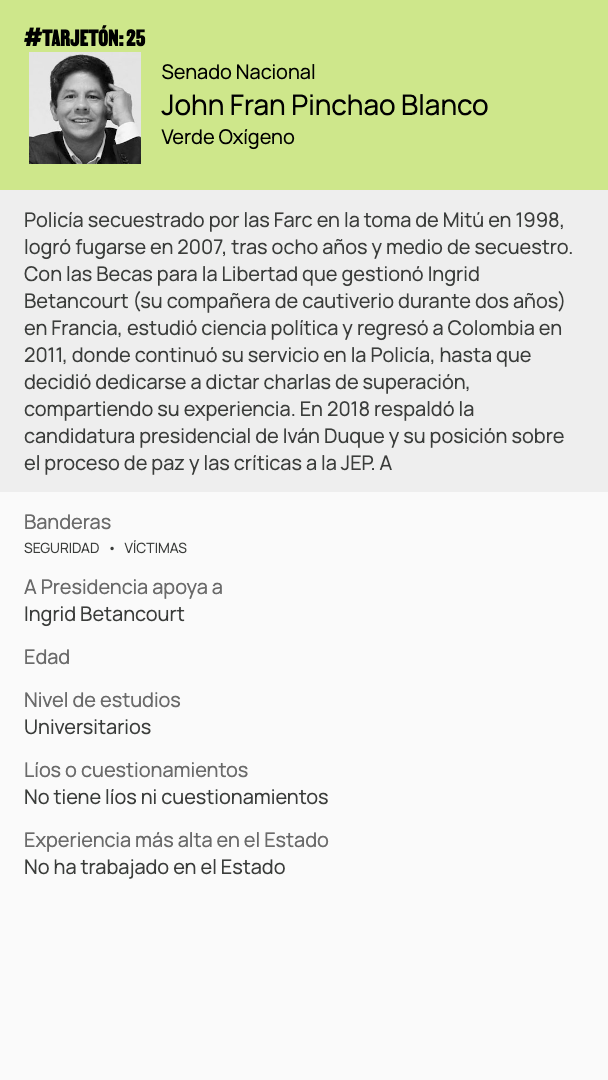 #TARJETÓN: 25
Senado Nacional
John Fran Pinchao Blanco
Verde Oxígeno
Policía secuestrado por las Farc en la toma de Mitú en 1998,
logró fugarse en 2007, tras ocho años y medio de secuestro.
Con las Becas para la Libertad que gestionó Ingrid
Betancourt (su compañera de cautiverio durante dos años)
en Francia, estudió ciencia política y regresó a Colombia en
2011, donde continuó su servicio en la Policía, hasta que
decidió dedicarse a dictar charlas de superación,
compartiendo su experiencia. En 2018 respaldó la
candidatura presidencial de Iván Duque y su posición sobre
el proceso de paz y las críticas a la JEP. A
Banderas
SEGURIDAD • VÍCTIMAS
A Presidencia apoya a
Ingrid Betancourt
Edad
Nivel de estudios
Universitarios
Líos o cuestionamientos
No tiene líos ni cuestionamientos
Experiencia más alta en el Estado
No ha trabajado en el Estado